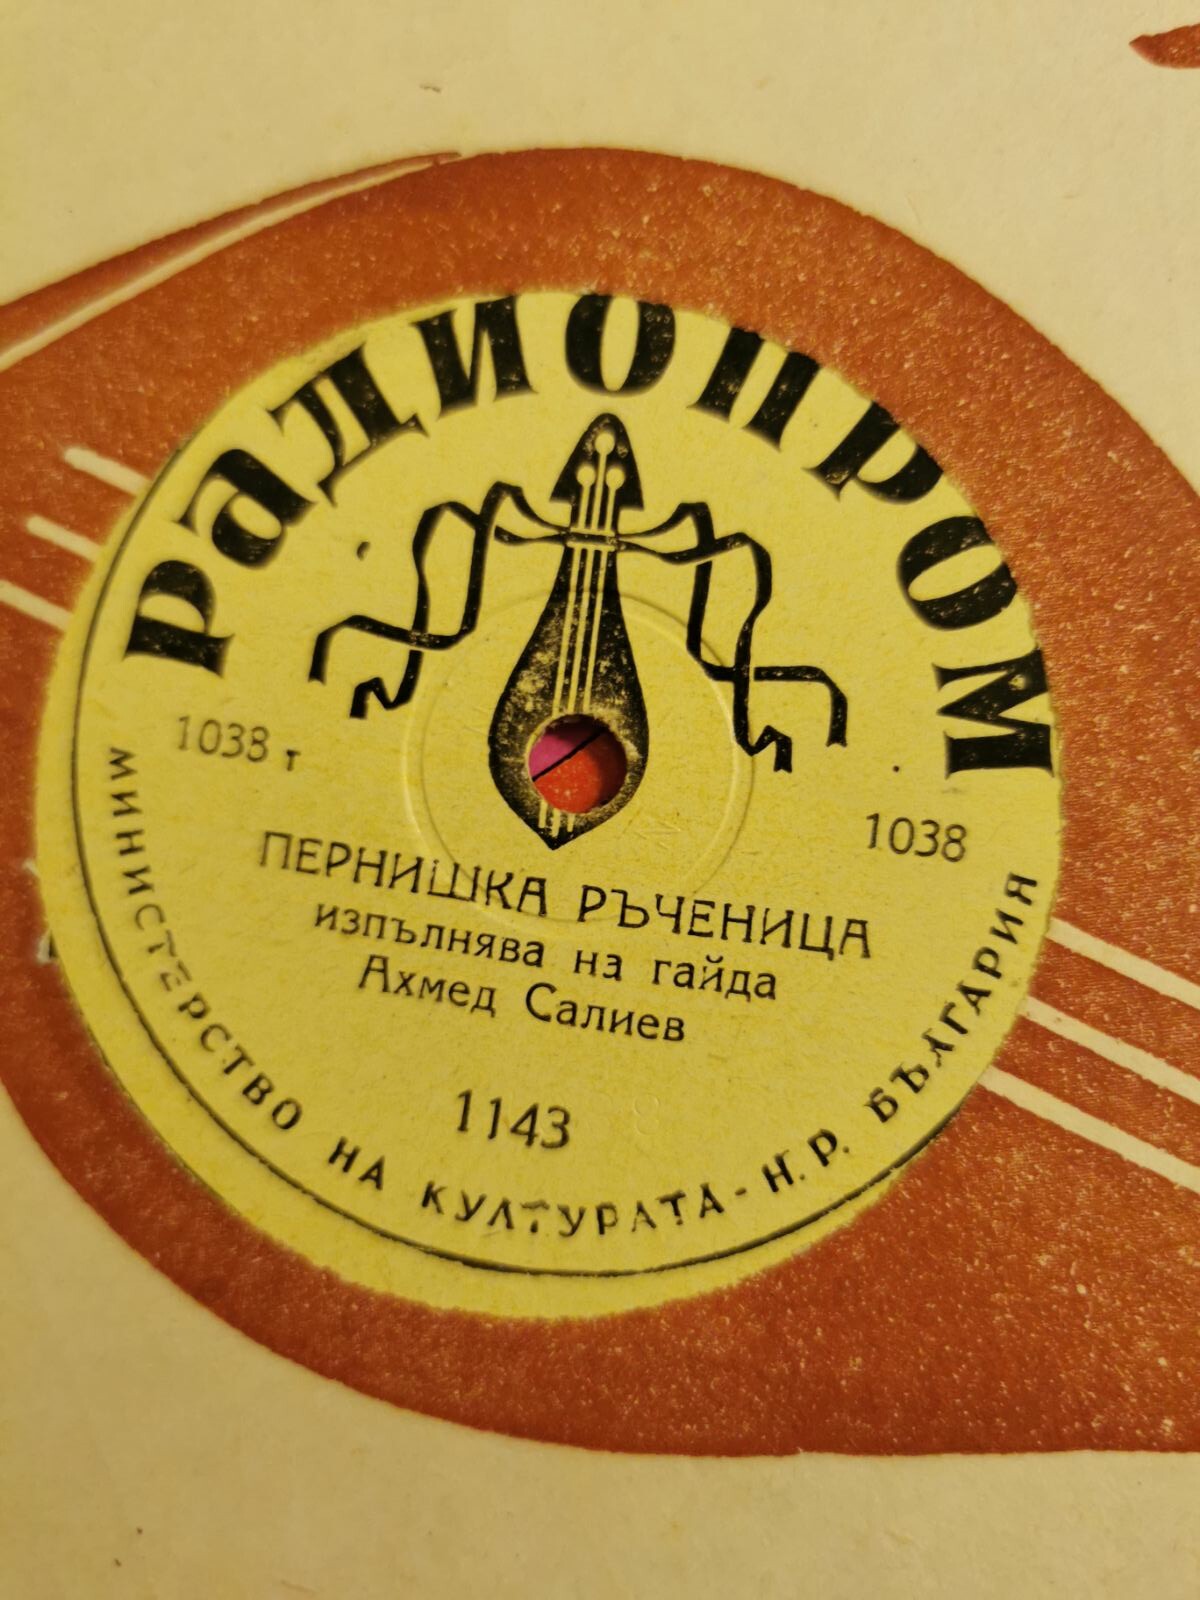 радиопром
1038 т
1038
ПЕРНИШКА РЪЧЕНИЦА
изпълнява на гайда
Ахмед Салиев
1143
МИНИСТЕРСТВО НА КУЛТУРАТА - Н. Р. БЪЛГАРИЯ